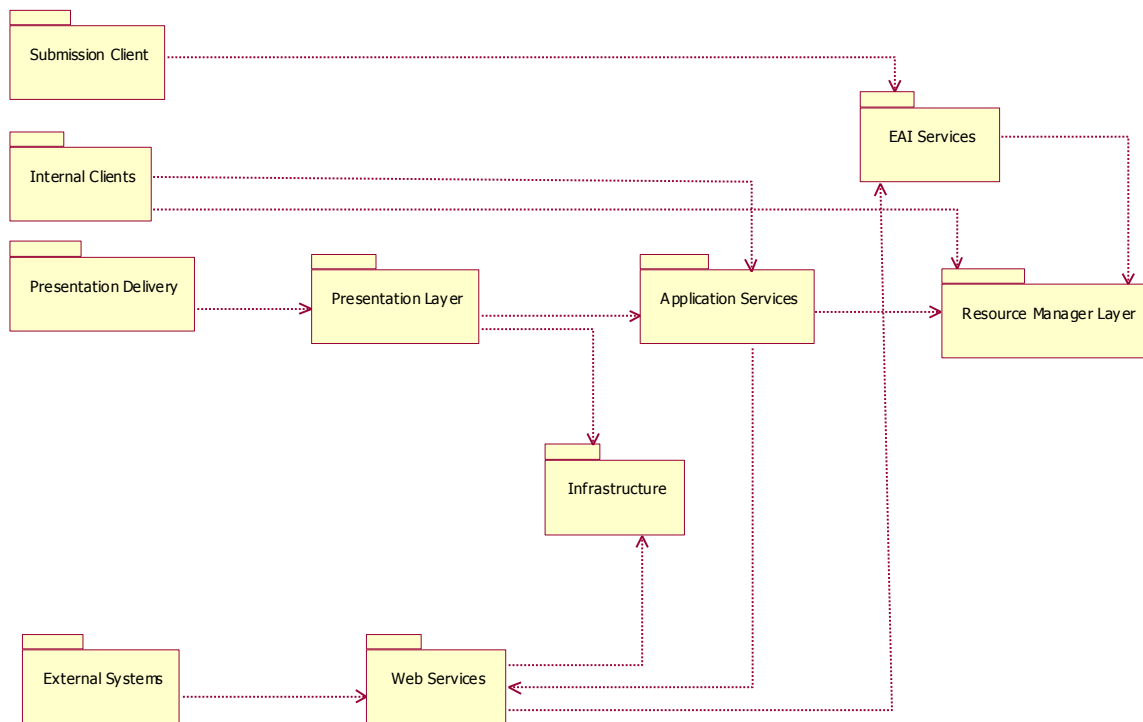 Submission Client
EAI Services
Internal Clients
Presentation Delivery
Presentation Layer
Application Services
Resource Manager Layer
Infrastructure
External Systems
Web Services